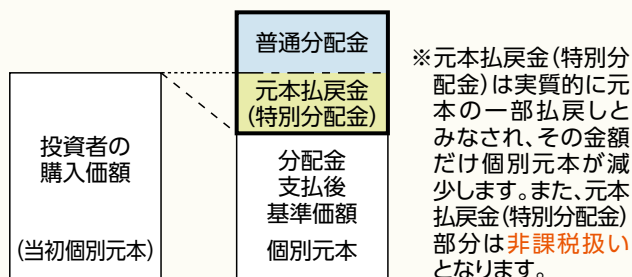 普通分配金
元本払戻金
(特別分配金)
投資者の
購入価額
(当初個別元本)
分配金
支払後
基準価額
個別元本
※元本払戻金(特別分
配金)は実質的に元
本の一部払戻しと
みなされ、その金額
だけ個別元本が減
少します。また、元本
払戻金(特別分配金)
部分は非課税扱い
となります。